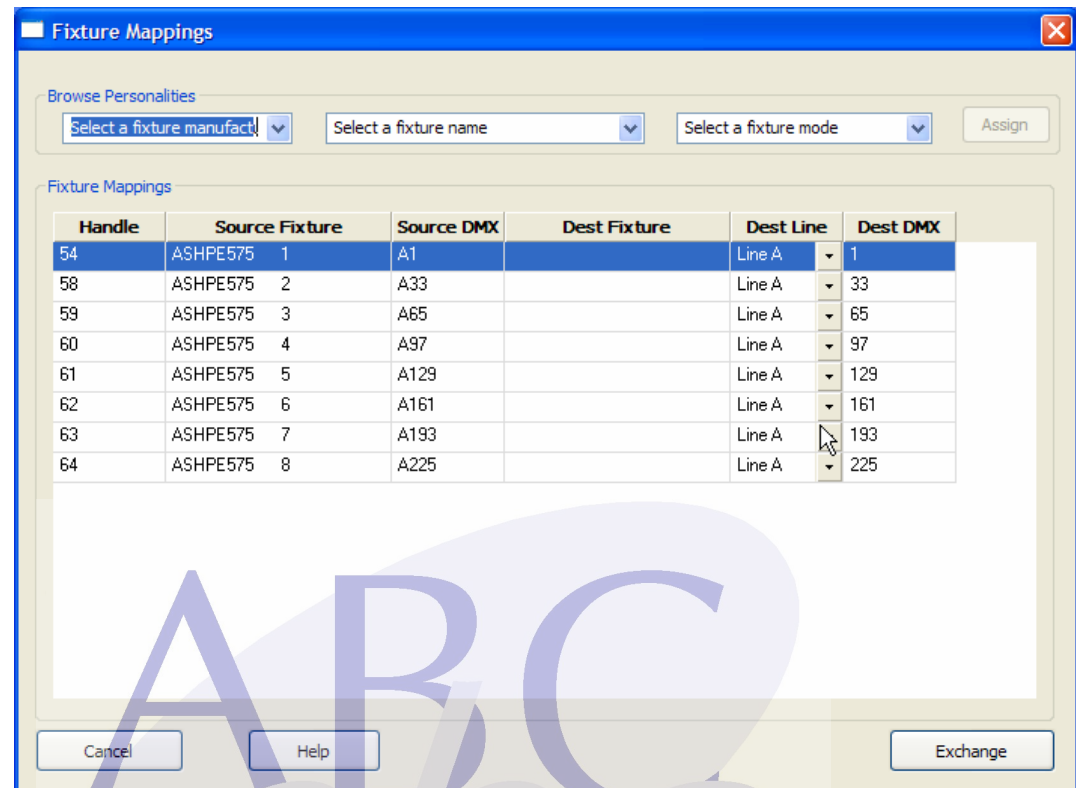 Fixture Mappings
Browse Personalities
Select a fixture manufactu Select a fixture name Select a fixture mode Assign
Fixture Mappings
Handle Source Fixture Source DMX Dest Fixture Dest Line Dest DMX
54 ASHPE575 1 A1 Line A 1
58 ASHPE575 2 A33 Line A 33
59 ASHPE575 3 A65 Line A 65
60 ASHPE575 4 A97 Line A 97
61 ASHPE575 5 A129 Line A 129
62 ASHPE575 6 A161 Line A 161
63 ASHPE575 7 A193 Line A 193
64 ASHPE575 8 A225 Line A 225
ABC
Cancel Help Exchange